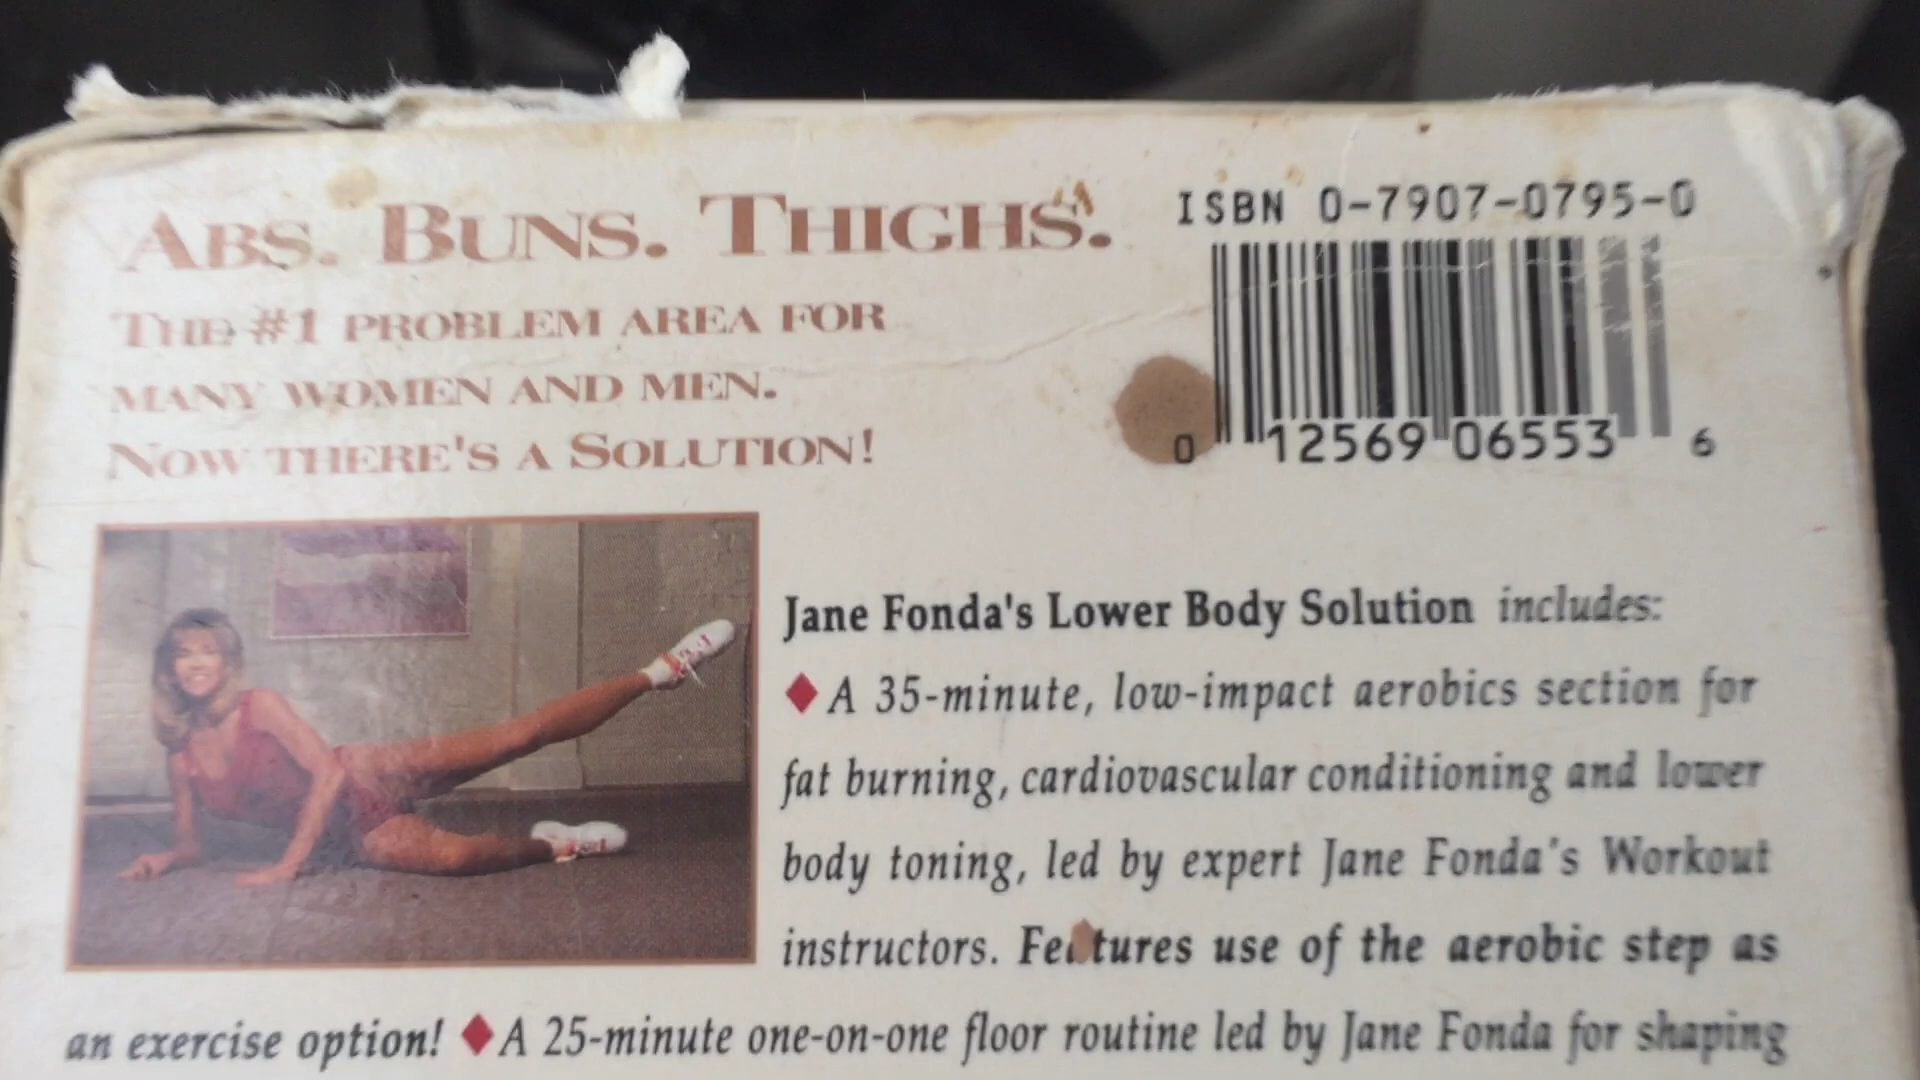 ABS. BUNS. THIGHS.
THE #1 PROBLEM AREA FOR
MANY WOMEN AND MEN.
NOW THERE'S A SOLUTION!
ISBN 0-7907-0795-0
0 12569 06553 6
Jane Fonda's Lower Body Solution includes:
♦ A 35-minute, low-impact aerobics section for
fat burning, cardiovascular conditioning and lower
body toning, led by expert Jane Fonda's Workout
instructors. Features use of the aerobic step as
an exercise option! ♦ A 25-minute one-on-one floor routine led by Jane Fonda for shaping